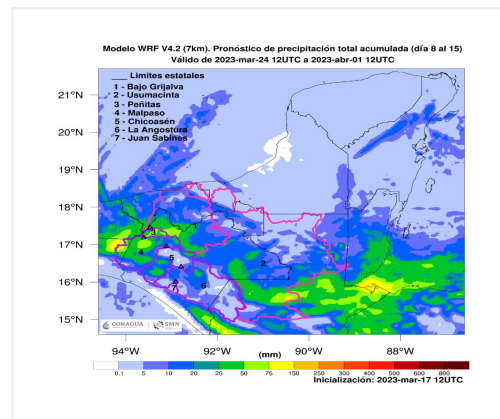 Modelo WRF V4.2 (7km). Pronóstico de precipitación total acumulada (día 8 al 15)
Válido de 2023-mar-24 12UTC a 2023-abr-01 12UTC
21°N
20°N
19°N
18°N
17°N
16°N
15°N
Limites estatales
1 - Bajo Grijalva
2 - Usumacinta
3 - Peñitas
4 - Malpaso
5 - Chicoasén
6 - La Angostura
7 - Juan Sabines
1
3
4
5
2
6
7
CONAGUA
SMN
94°W 92°W 90°W 88°W
(mm)
0.1 5 10 20 25 50 75 150 250 300 400 500 600 800
Inicialización: 2023-mar-17 12UTC